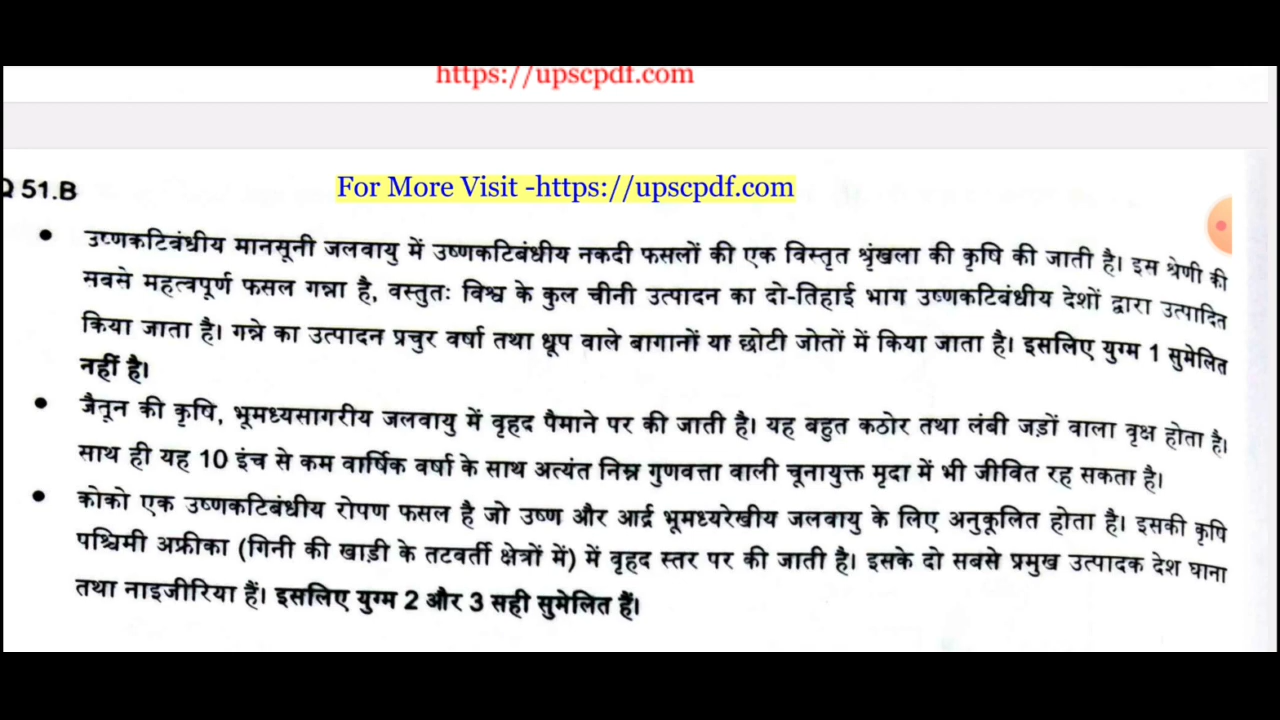 https://upscpdf.com
Q 51.B
For More Visit -https://upscpdf.com
• उष्णकटिबंधीय मानसूनी जलवायु में उष्णकटिबंधीय नकदी फसलों की एक विस्तृत श्रृंखला की कृषि की जाती है। इस श्रेणी की
सबसे महत्वपूर्ण फसल गन्ना है, वस्तुतः विश्व के कुल चीनी उत्पादन का दो-तिहाई भाग उष्णकटिबंधीय देशों द्वारा उत्पादित
किया जाता है। गन्ने का उत्पादन प्रचुर वर्षा तथा धूप वाले बागानों या छोटी जोतों में किया जाता है। इसलिए युग्म 1 सुमेलित
नहीं है।
• जैतून की कृषि, भूमध्यसागरीय जलवायु में वृहद पैमाने पर की जाती है। यह बहुत कठोर तथा लंबी जड़ों वाला वृक्ष होता है।
साथ ही यह 10 इंच से कम वार्षिक वर्षा के साथ अत्यंत निम्न गुणवत्ता वाली चूनायुक्त मृदा में भी जीवित रह सकता है।
• कोको एक उष्णकटिबंधीय रोपण फसल है जो उष्ण और आर्द्र भूमध्यरेखीय जलवायु के लिए अनुकूलित होता है। इसकी कृषि
पश्चिमी अफ्रीका (गिनी की खाड़ी के तटवर्ती क्षेत्रों में) में वृहद स्तर पर की जाती है। इसके दो सबसे प्रमुख उत्पादक देश घाना
तथा नाइजीरिया हैं। इसलिए युग्म 2 और 3 सही सुमेलित हैं।